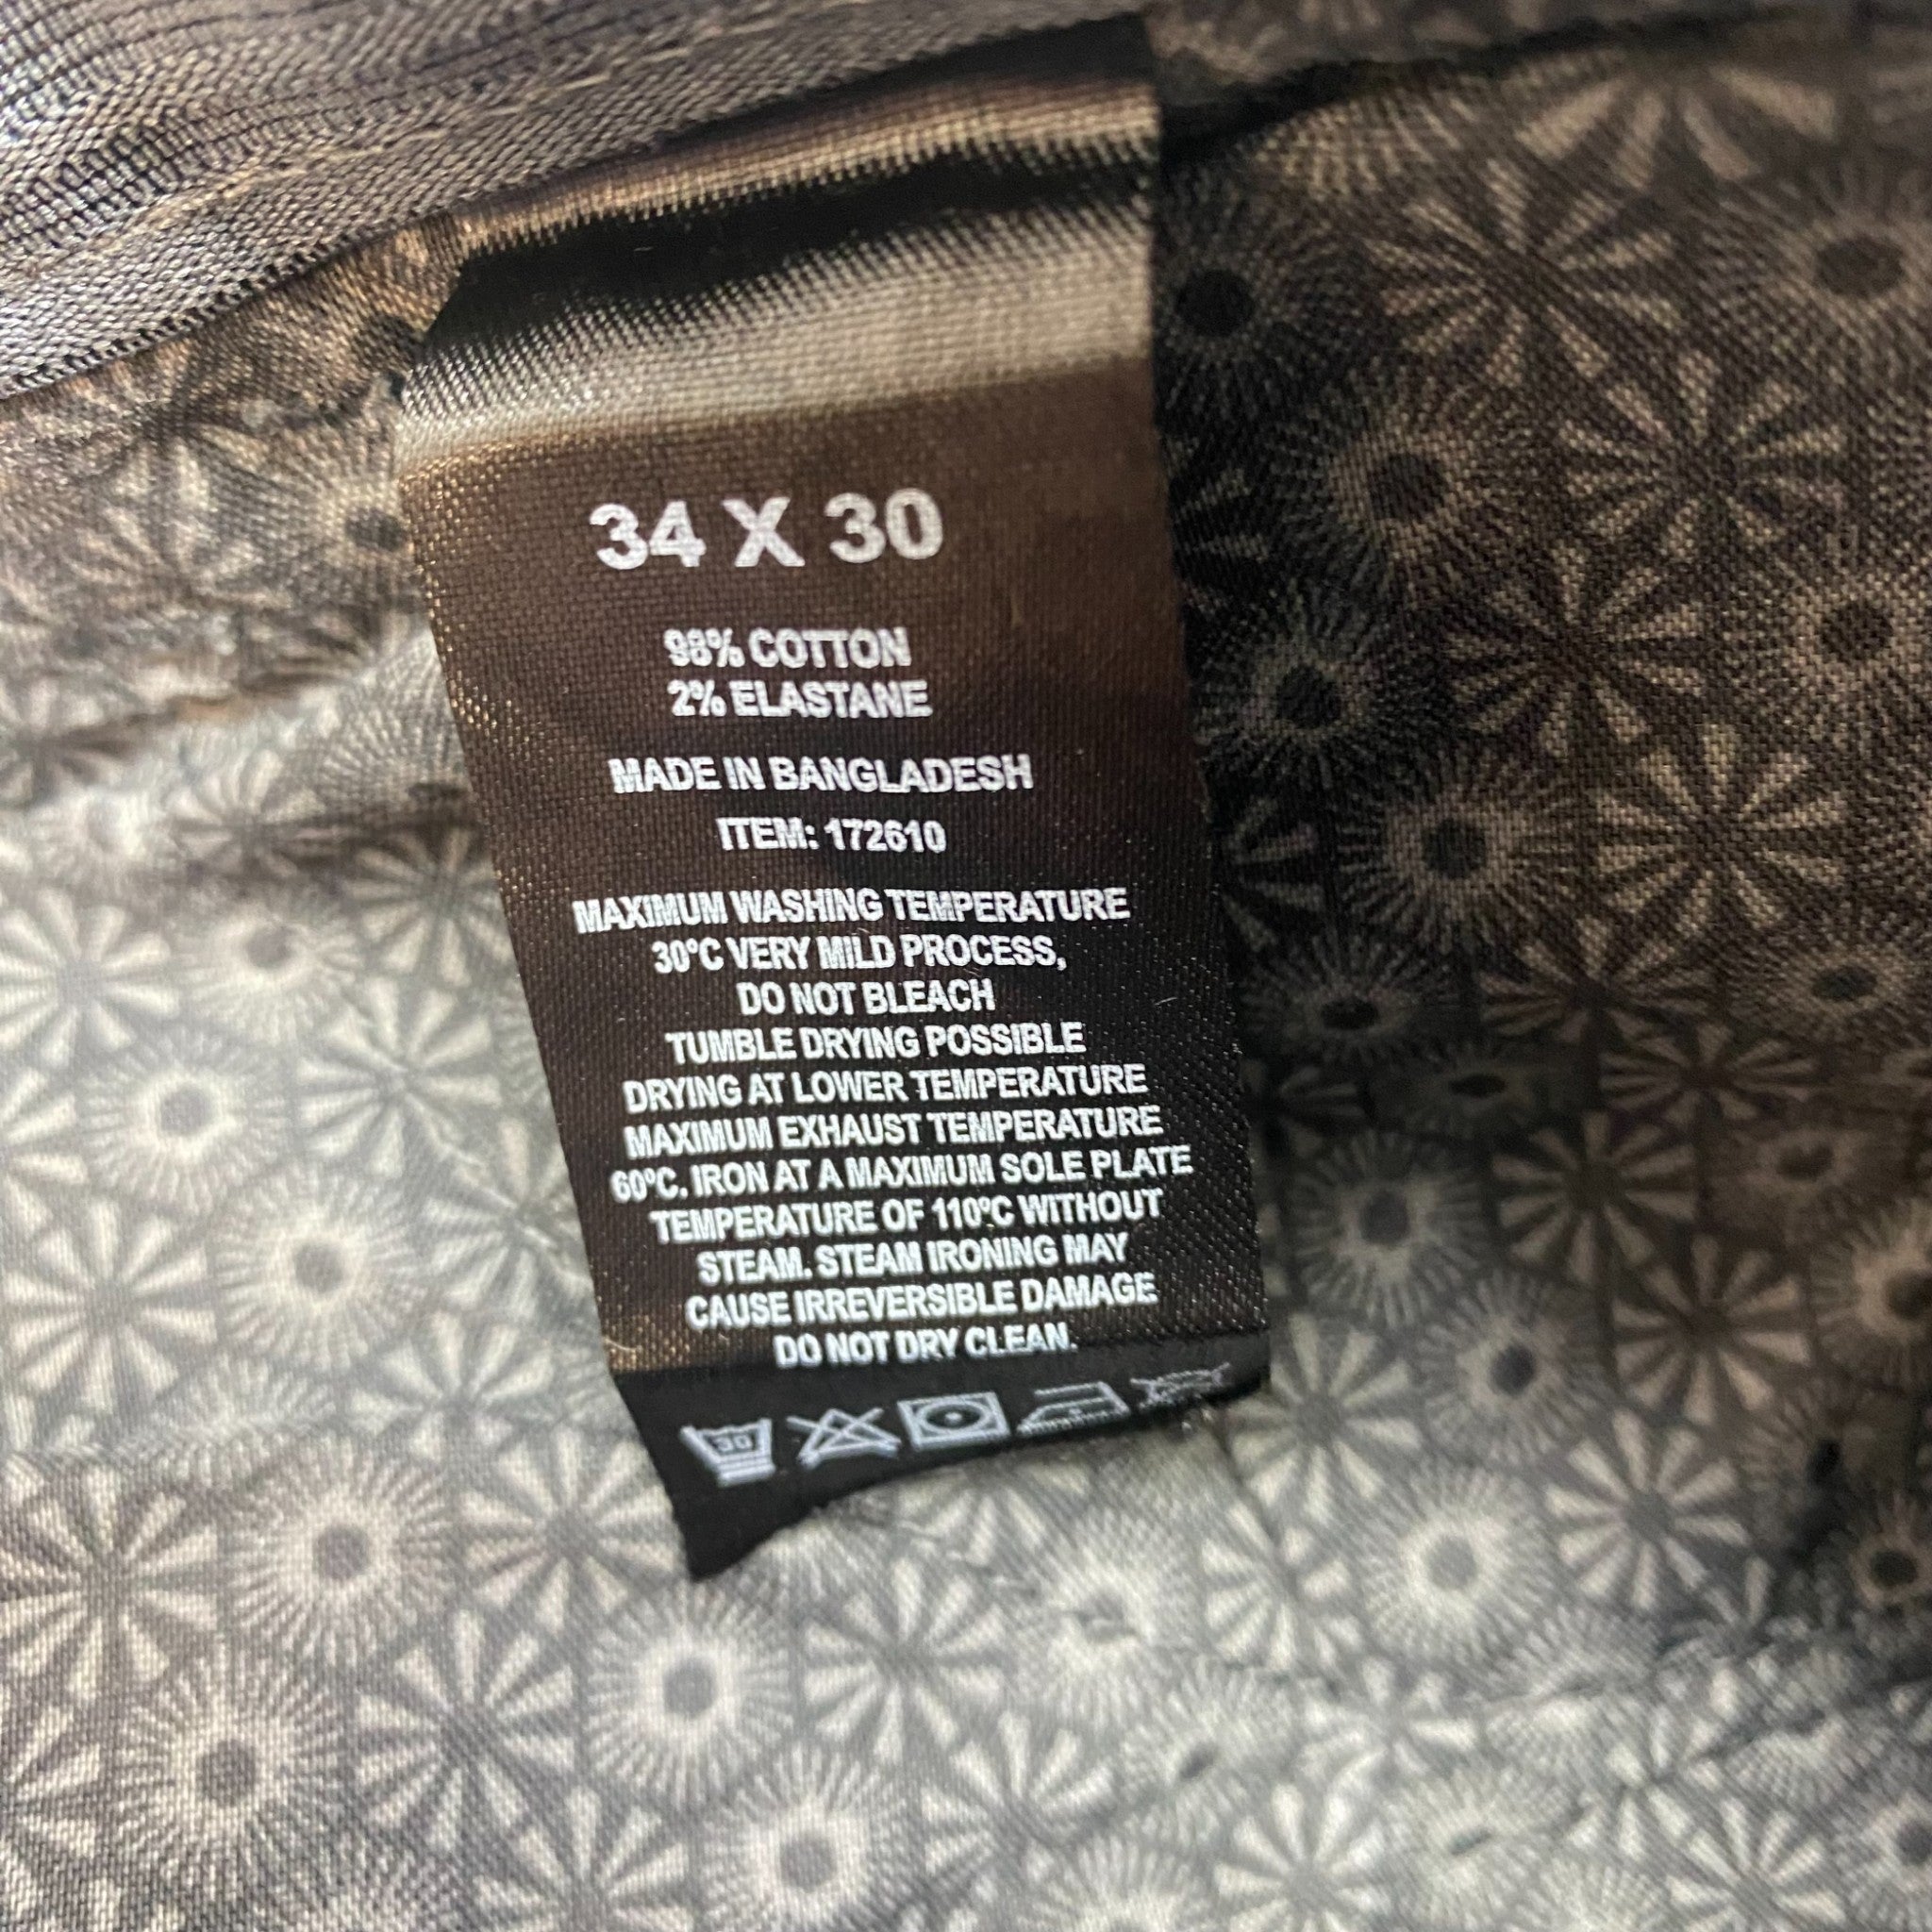 34 X 30
98% COTTON
2% ELASTANE
MADE IN BANGLADESH
ITEM: 172610
MAXIMUM WASHING TEMPERATURE
30°C VERY MILD PROCESS,
DO NOT BLEACH
TUMBLE DRYING POSSIBLE
DRYING AT LOWER TEMPERATURE
MAXIMUM EXHAUST TEMPERATURE
60°C. IRON AT A MAXIMUM SOLE PLATE
TEMPERATURE OF 110°C WITHOUT
STEAM. STEAM IRONING MAY
CAUSE IRREVERSIBLE DAMAGE
DO NOT DRY CLEAN.
30